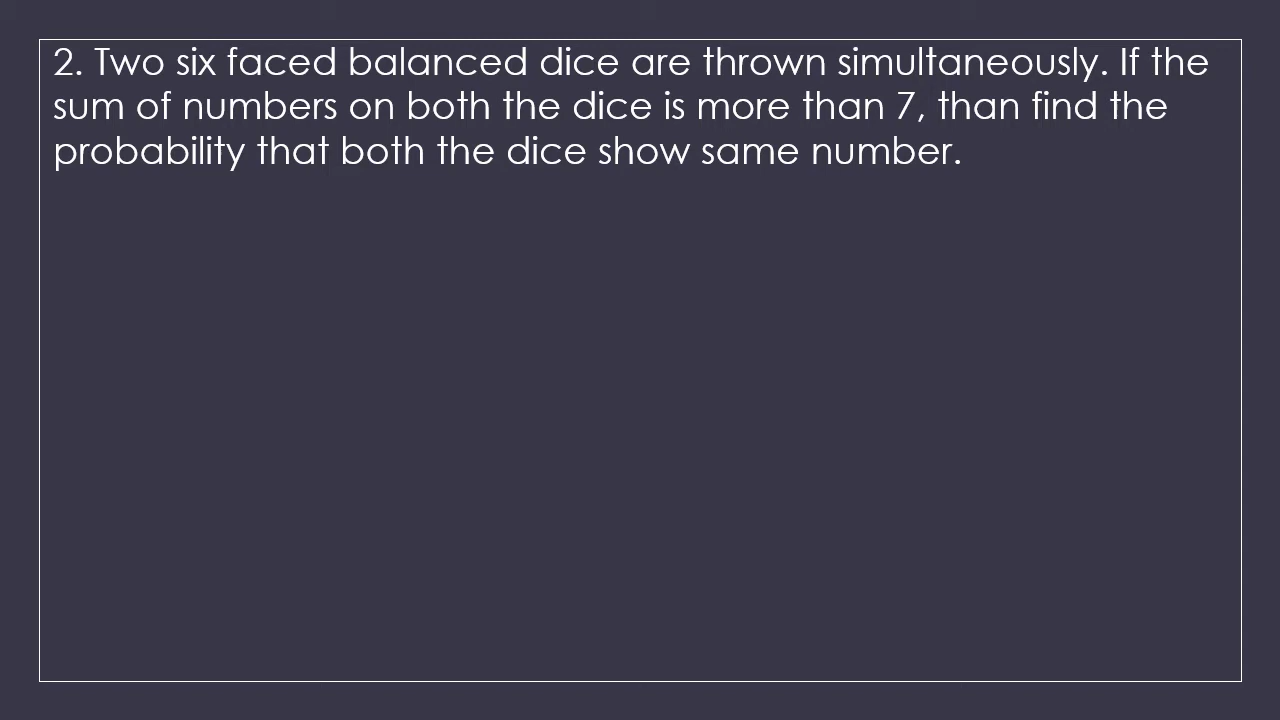 2. Two six faced balanced dice are thrown simultaneously. If the
sum of numbers on both the dice is more than 7, than find the
probability that both the dice show same number.